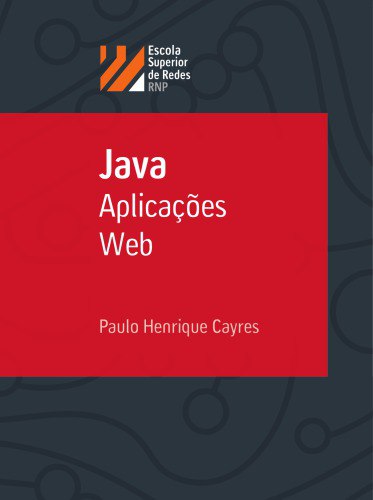 Escola
Superior
de Redes
RNP
Java
Aplicações
Web
Paulo Henrique Cayres